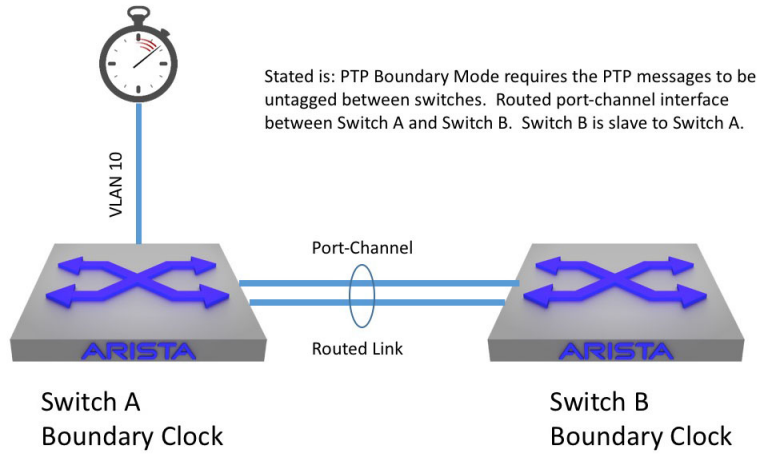 Stated is: PTP Boundary Mode requires the PTP messages to be
untagged between switches.  Routed port-channel interface
between Switch A and Switch B.  Switch B is slave to Switch A.
VLAN 10
Port-Channel
Routed Link
ARISTA
ARISTA
Switch A
Boundary Clock
Switch B
Boundary Clock